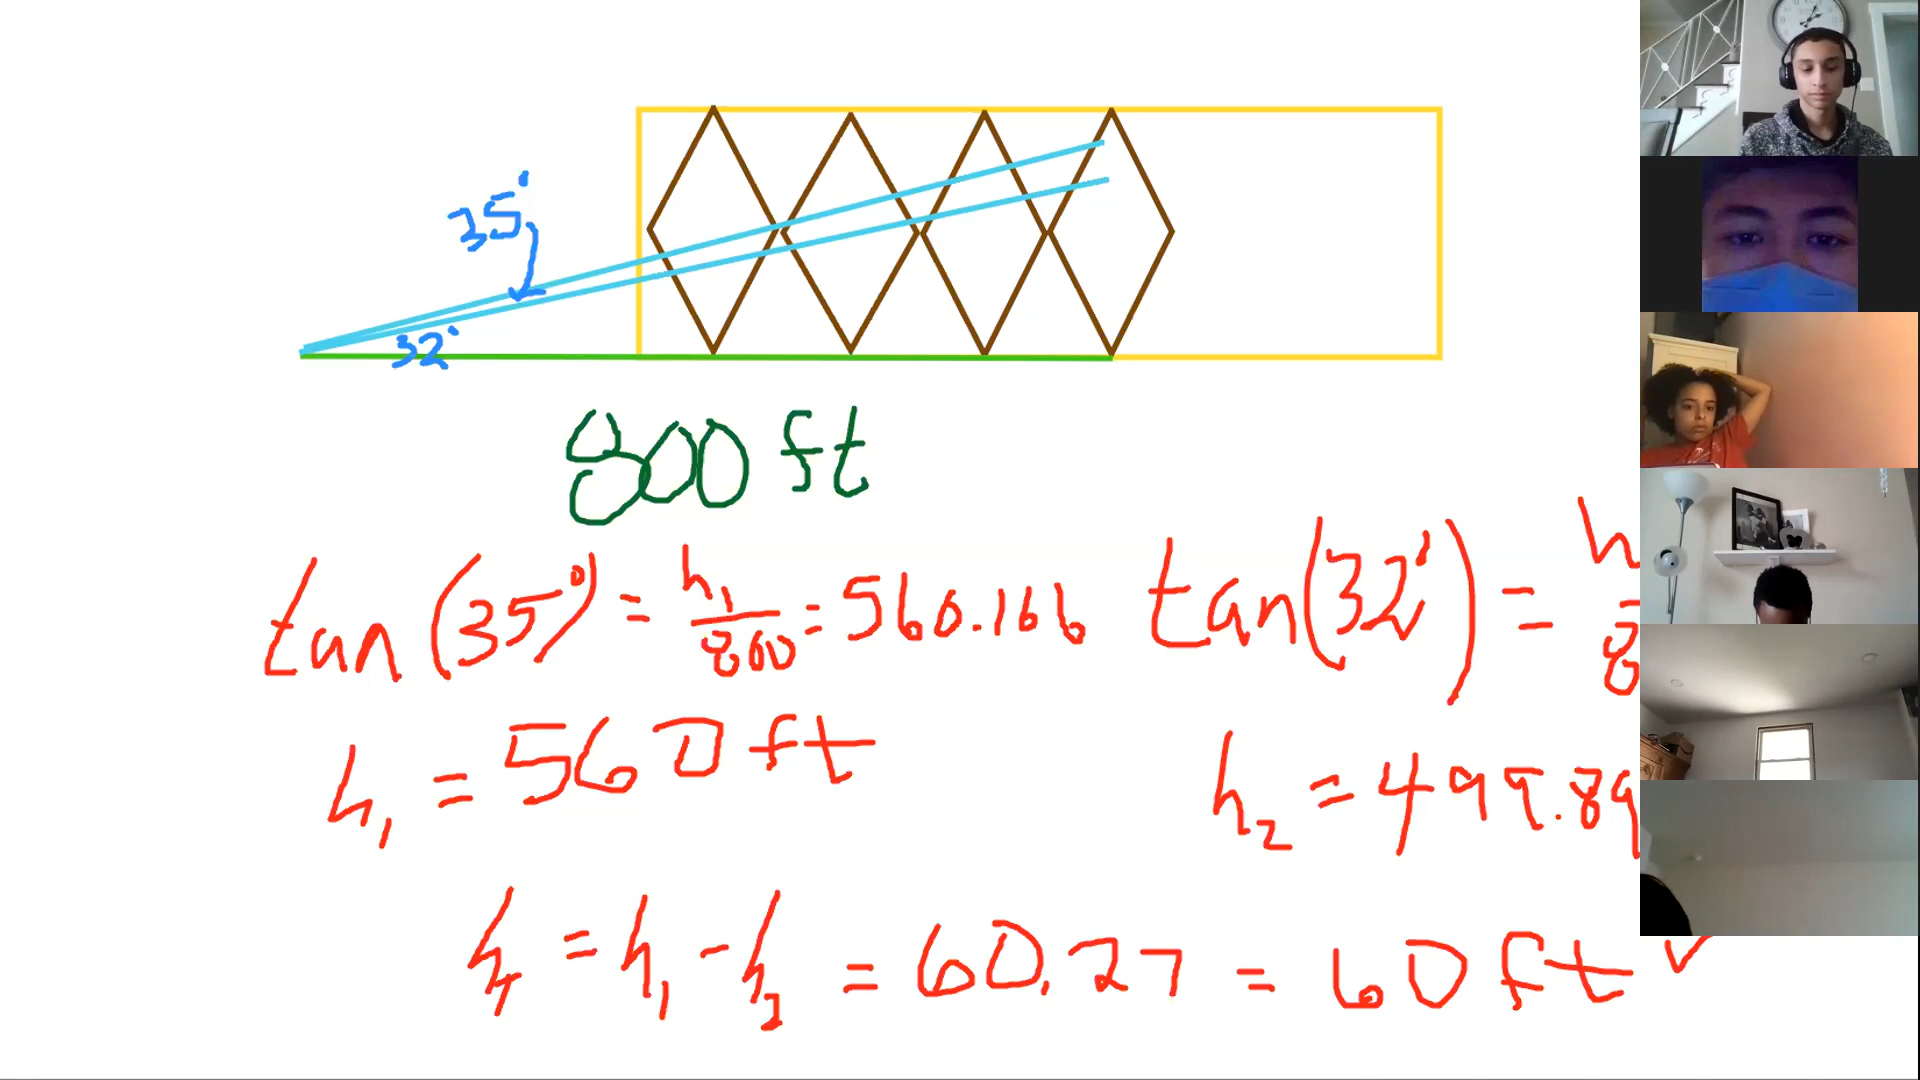 35°
32°
800 ft
tan(35°) = h₁/800 = 560.166
tan(32°) = h
8
h₁ = 560 ft
h₂ = 499.89
= h₁ - h₂ = 60.27 = 60 ft ✓